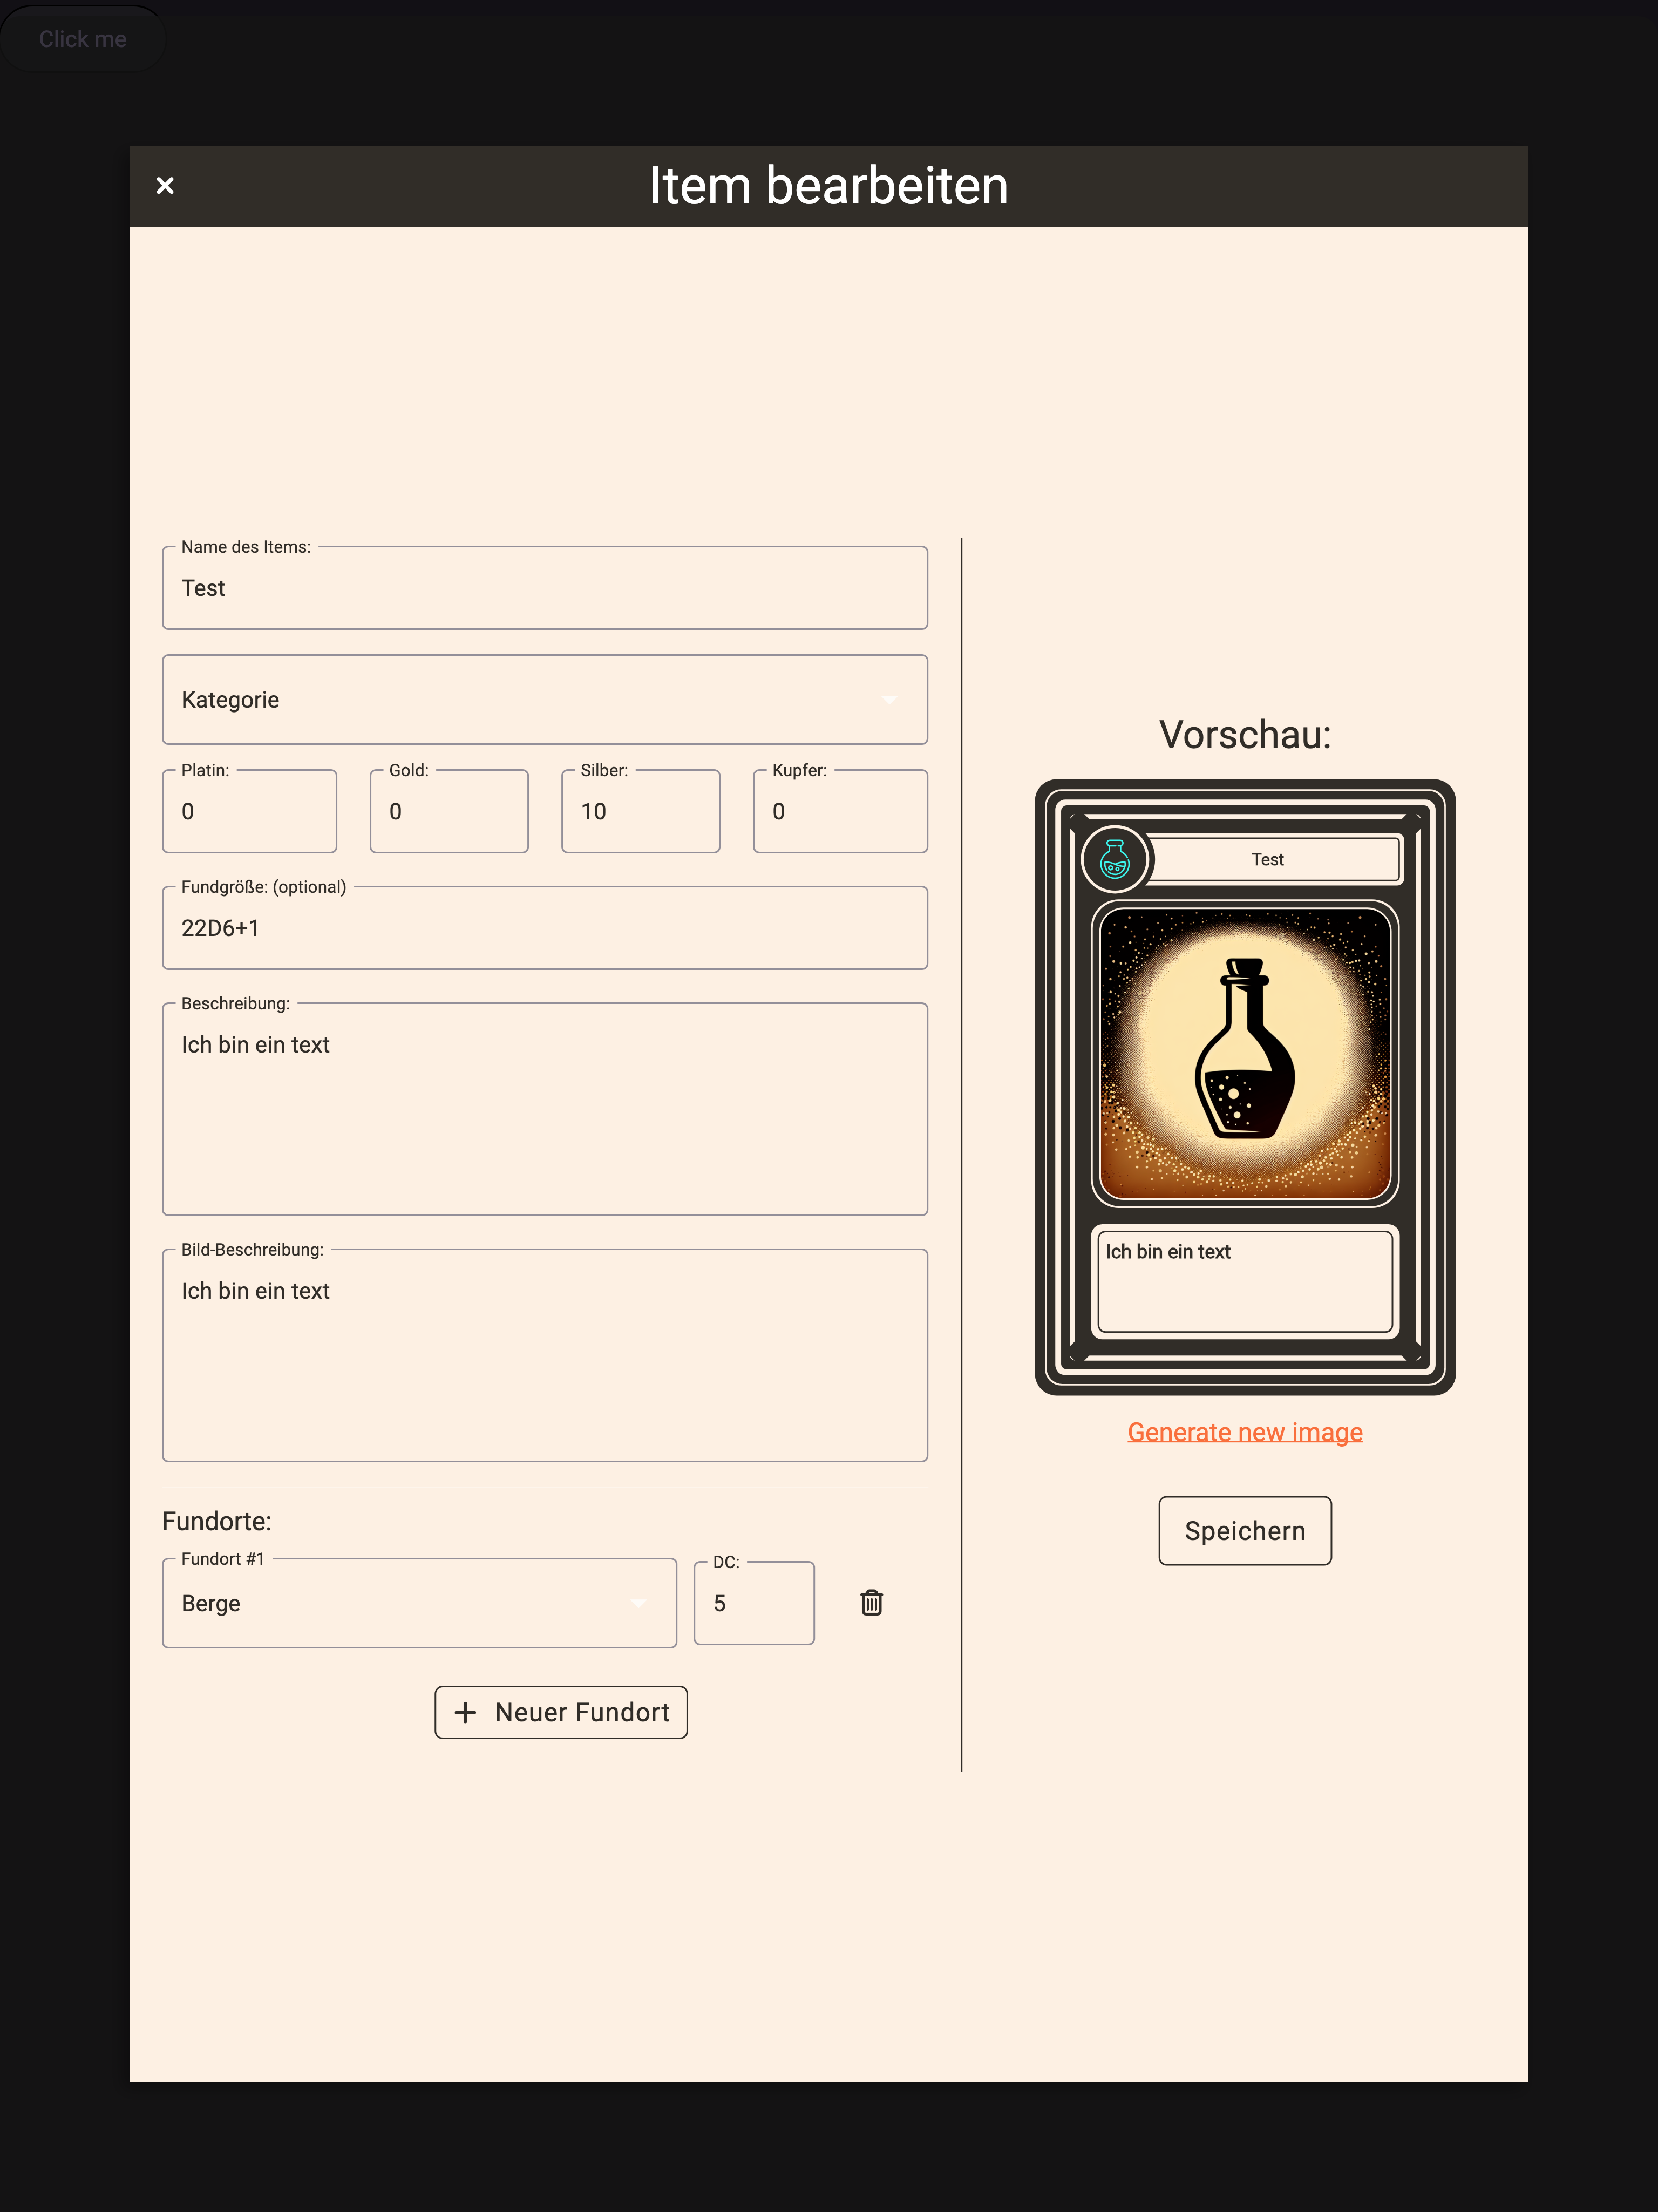 Click me
Item bearbeiten
Name des Items:
Test
Kategorie
Platin:
0
Gold:
0
Silber:
10
Kupfer:
0
Fundgröße: (optional)
22D6+1
Beschreibung:
Ich bin ein text
Bild-Beschreibung:
Ich bin ein text
Fundorte:
Fundort #1
Berge
DC:
5
Neuer Fundort
Vorschau:
Test
Ich bin ein text
Generate new image
Speichern